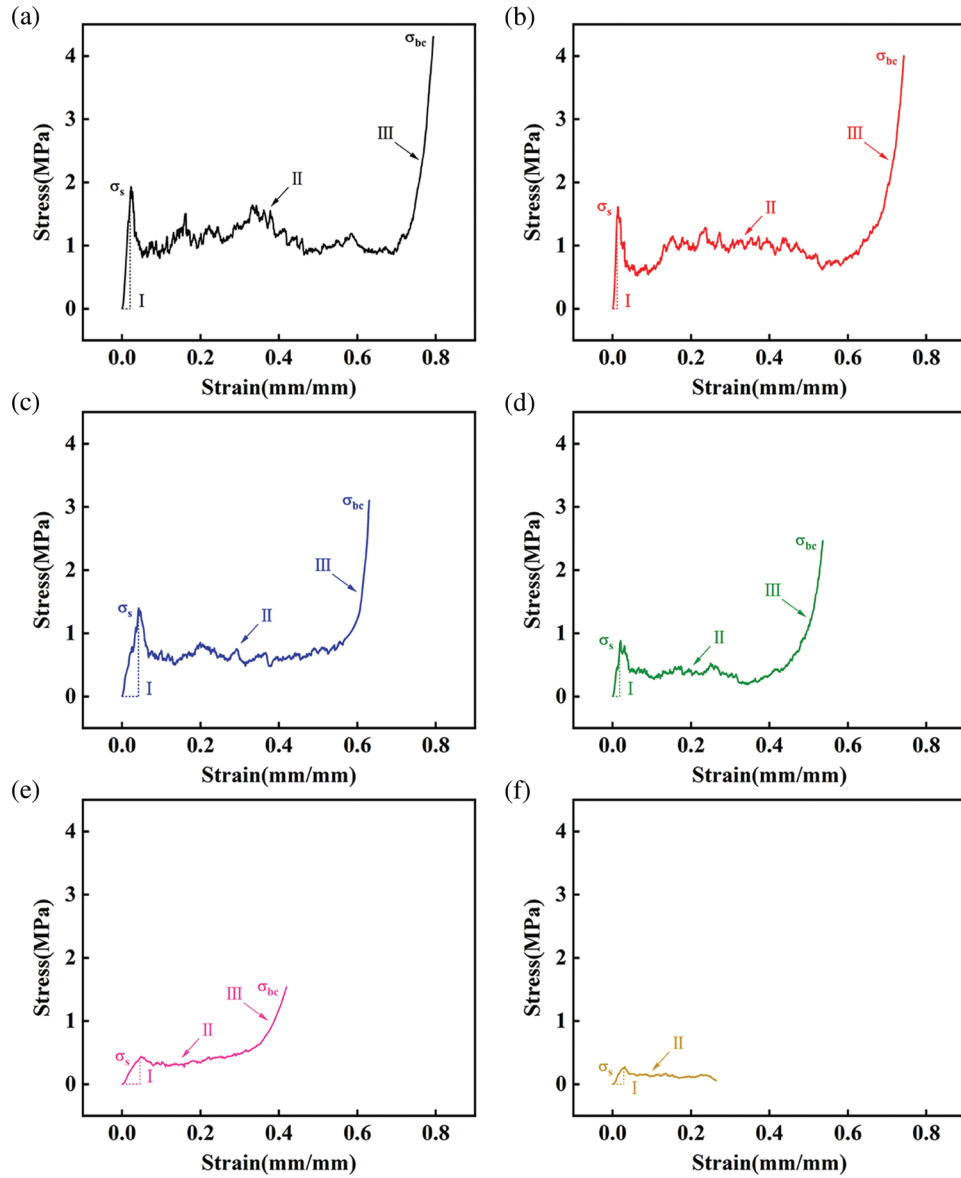 (a)
(b)
4
3
2
1
0
Stress(MPa)
σs
I
II
III
σbc
0.0 0.2 0.4 0.6 0.8
Strain(mm/mm)
4
3
2
1
0
Stress(MPa)
σs
I
II
III
σbc
0.0 0.2 0.4 0.6 0.8
Strain(mm/mm)
(c)
(d)
4
3
2
1
0
Stress(MPa)
σs
I
II
III
σbc
0.0 0.2 0.4 0.6 0.8
Strain(mm/mm)
4
3
2
1
0
Stress(MPa)
σs
I
II
III
σbc
0.0 0.2 0.4 0.6 0.8
Strain(mm/mm)
(e)
(f)
4
3
2
1
0
Stress(MPa)
σs
I
II
III
σbc
0.0 0.2 0.4 0.6 0.8
Strain(mm/mm)
4
3
2
1
0
Stress(MPa)
σs
I
II
0.0 0.2 0.4 0.6 0.8
Strain(mm/mm)